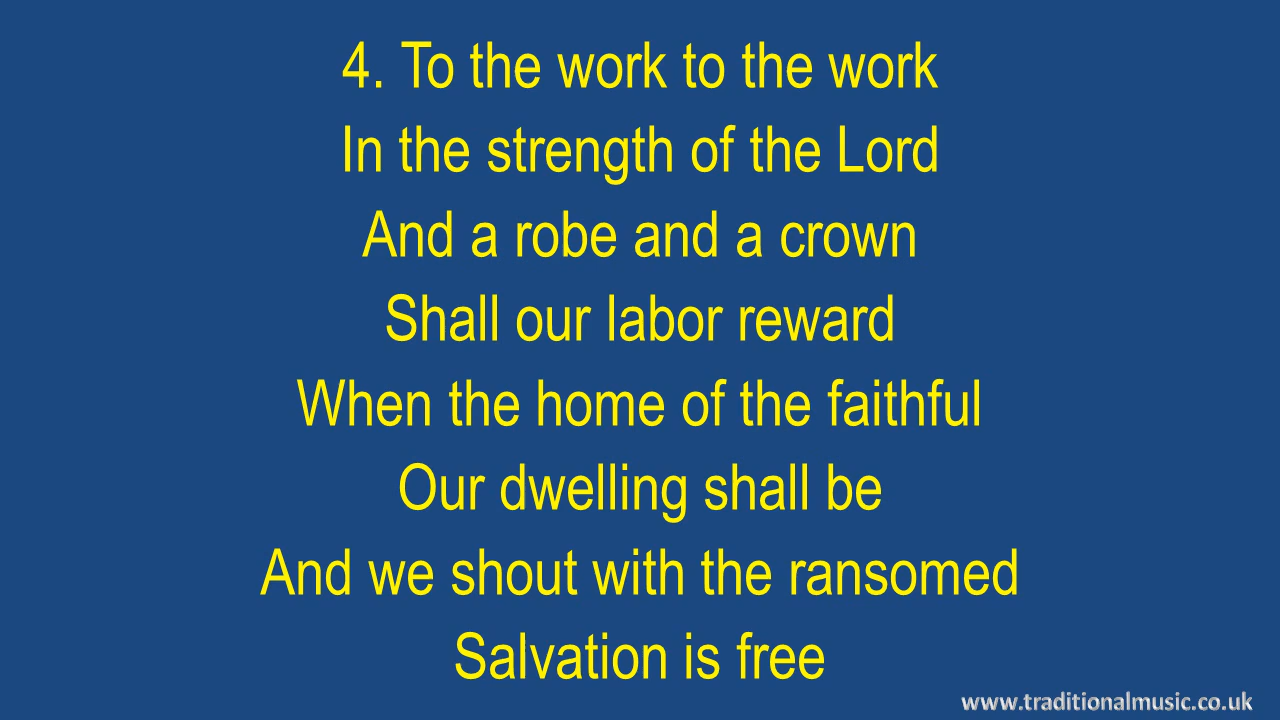 4. To the work to the work
In the strength of the Lord
And a robe and a crown
Shall our labor reward
When the home of the faithful
Our dwelling shall be
And we shout with the ransomed
Salvation is free
www.traditionalmusic.co.uk